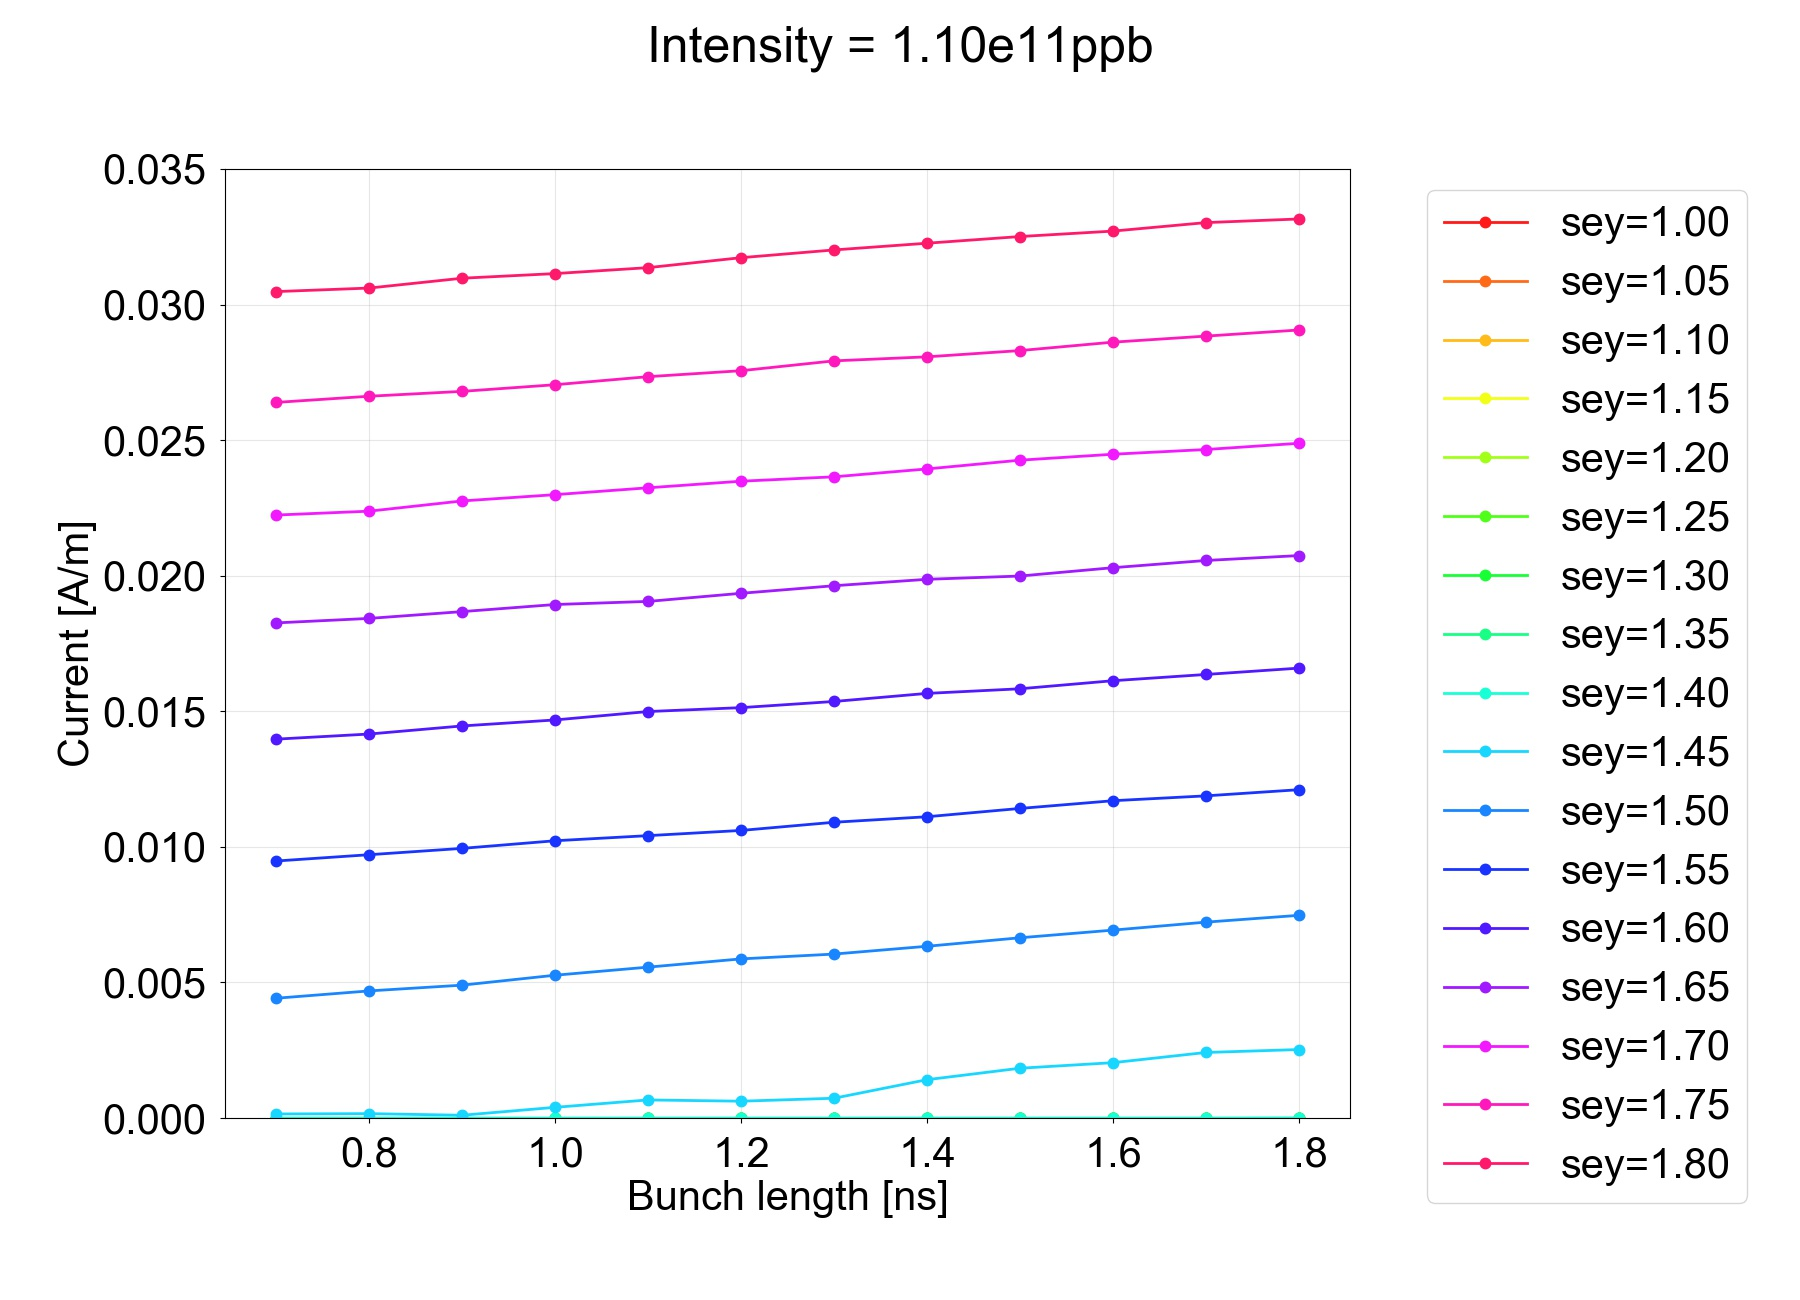 Intensity = 1.10e11ppb
0.035
0.030
0.025
0.020
0.015
0.010
0.005
0.000
Current [A/m]
0.8 1.0 1.2 1.4 1.6 1.8
Bunch length [ns]
sey=1.00
sey=1.05
sey=1.10
sey=1.15
sey=1.20
sey=1.25
sey=1.30
sey=1.35
sey=1.40
sey=1.45
sey=1.50
sey=1.55
sey=1.60
sey=1.65
sey=1.70
sey=1.75
sey=1.80